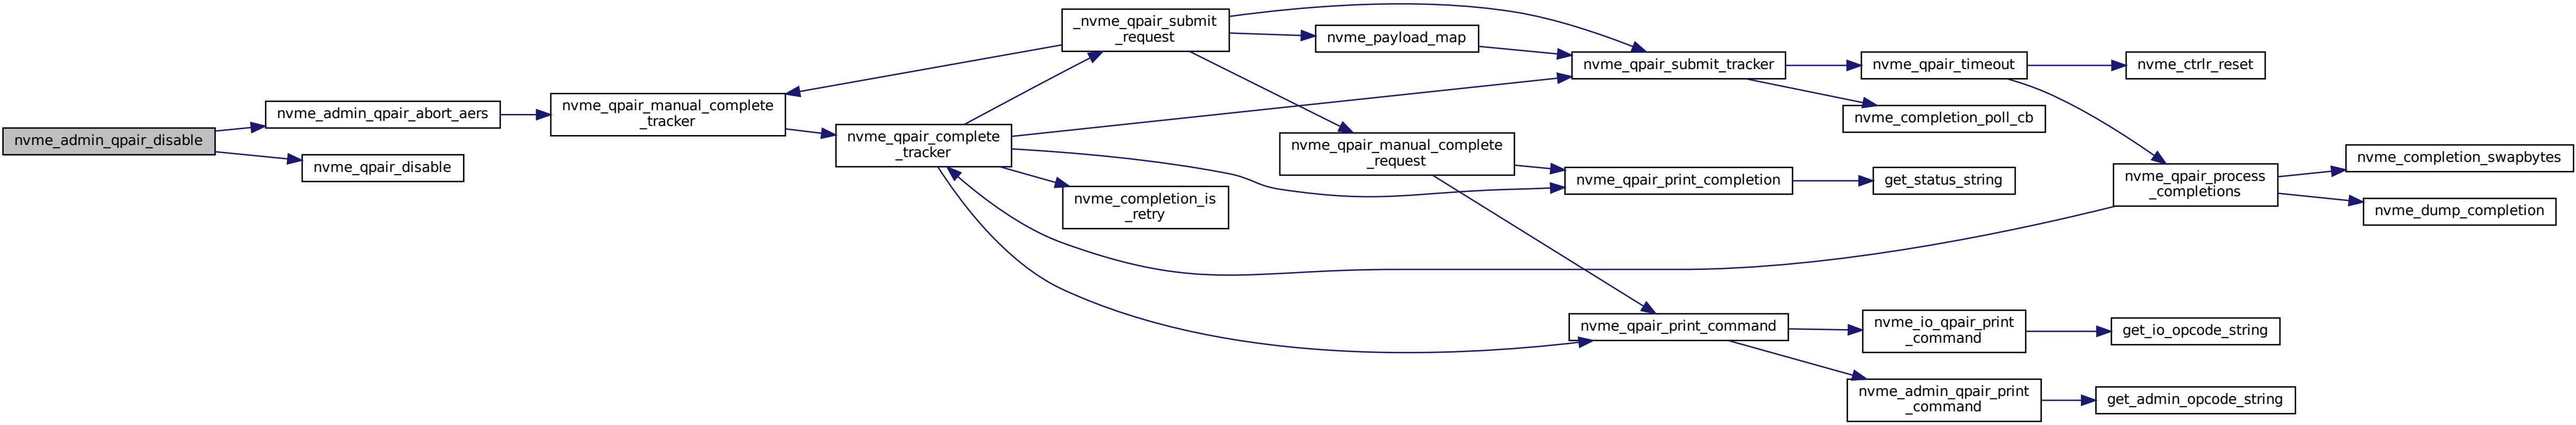 nvme_admin_qpair_disable
nvme_admin_qpair_abort_aers
nvme_qpair_disable
nvme_qpair_manual_complete
_tracker
nvme_qpair_complete
_tracker
_nvme_qpair_submit
_request
nvme_completion_is
_retry
nvme_payload_map
nvme_qpair_manual_complete
_request
nvme_qpair_submit_tracker
nvme_qpair_print_completion
nvme_qpair_print_command
nvme_qpair_timeout
nvme_completion_poll_cb
get_status_string
nvme_io_qpair_print
_command
nvme_admin_qpair_print
_command
nvme_ctrlr_reset
nvme_qpair_process
_completions
get_io_opcode_string
get_admin_opcode_string
nvme_completion_swapbytes
nvme_dump_completion